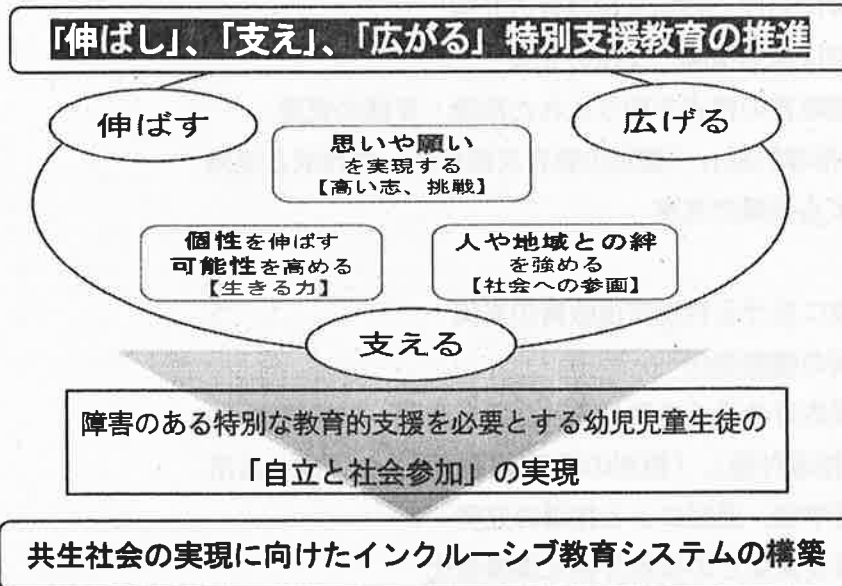 「伸ばし」、「支え」、「広がる」特別支援教育の推進
伸ばす
広げる
思いや願い
を実現する
【高い志、挑戦】
個性を伸ばす
可能性を高める
【生きる力】
人や地域との絆
を強める
【社会への参画】
支える
障害のある特別な教育的支援を必要とする幼児児童生徒の
「自立と社会参加」の実現
共生社会の実現に向けたインクルーシブ教育システムの構築